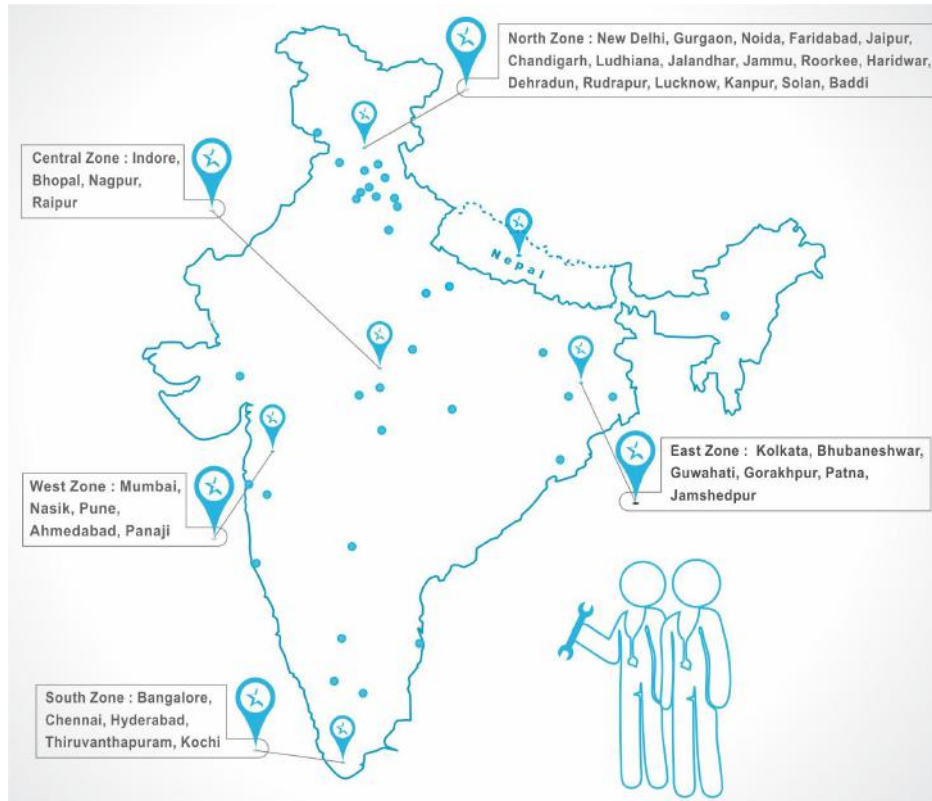 North Zone : New Delhi, Gurgaon, Noida, Faridabad, Jaipur,
Chandigarh, Ludhiana, Jalandhar, Jammu, Roorkee, Haridwar,
Dehradun, Rudrapur, Lucknow, Kanpur, Solan, Baddi
Central Zone : Indore,
Bhopal, Nagpur,
Raipur
Nepal
East Zone : Kolkata, Bhubaneshwar,
Guwahati, Gorakhpur, Patna,
Jamshedpur
West Zone : Mumbai,
Nasik, Pune,
Ahmedabad, Panaji
South Zone : Bangalore,
Chennai, Hyderabad,
Thiruvanthapuram, Kochi